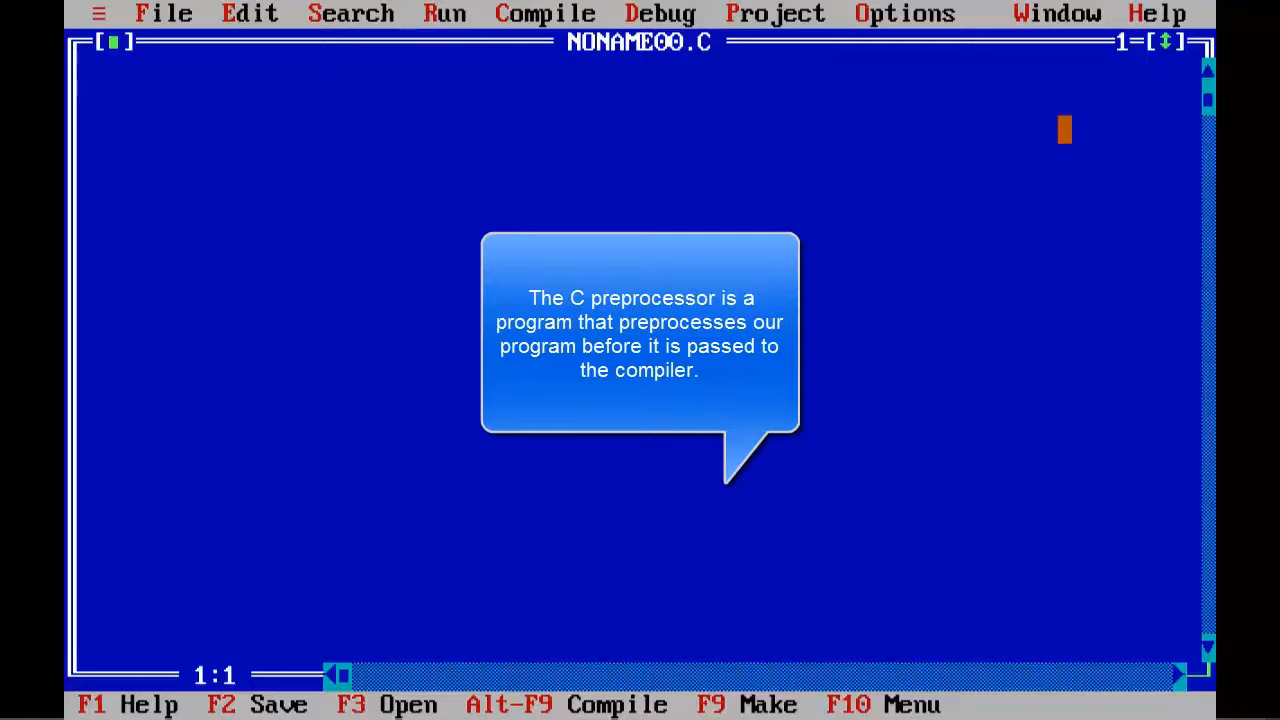 ≡ File Edit Search Run Compile Debug Project Options Window Help
[■] NONAME00.C 1=[↕]
The C preprocessor is a
program that preprocesses our
program before it is passed to
the compiler.
1:1
F1 Help F2 Save F3 Open Alt-F9 Compile F9 Make F10 Menu